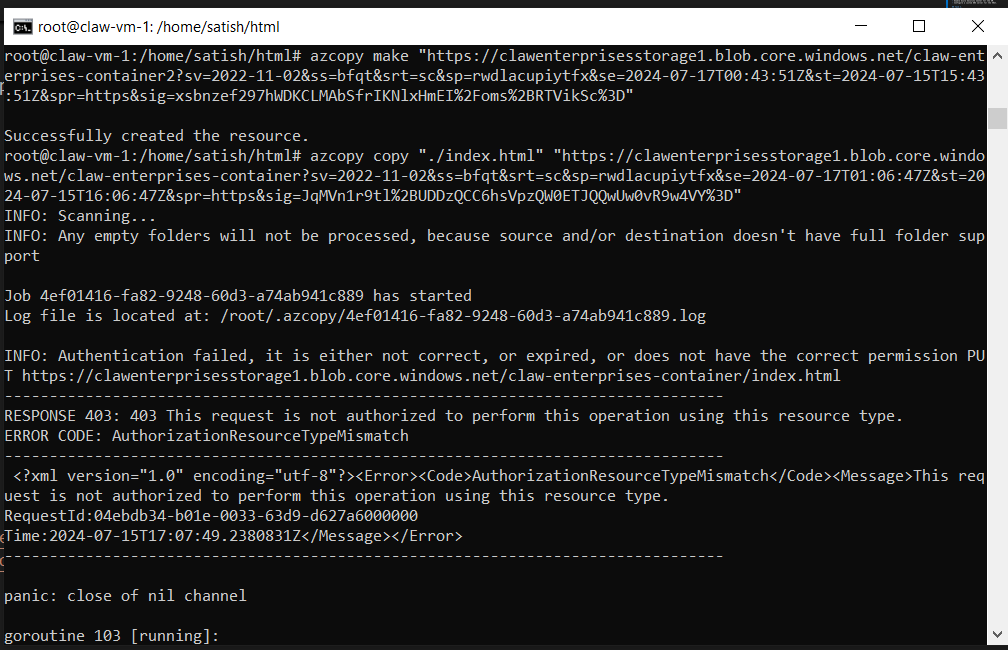 root@claw-vm-1: /home/satish/html
root@claw-vm-1:/home/satish/html# azcopy make "https://clawenterprisesstorage1.blob.core.windows.net/claw-ent
erprises-container2?sv=2022-11-02&ss=bfqt&srt=sc&sp=rwdlacupiytfx&se=2024-07-17T00:43:51Z&st=2024-07-15T15:43
:51Z&spr=https&sig=xsbnzef297hWDKCLMAbSfrIKNlxHmEI%2Foms%2BRTVikSc%3D"
Successfully created the resource.
root@claw-vm-1:/home/satish/html# azcopy copy "./index.html" "https://clawenterprisesstorage1.blob.core.windo
ws.net/claw-enterprises-container?sv=2022-11-02&ss=b&srt=sc&sp=rwdlacupiytfx&se=2024-07-17T01:06:47Z&st=20
24-07-15T16:06:47Z&spr=https&sig=JqMVn1r9tl%2BUDDzQCC6hsVpzQW0ETJQQwUw0vR9w4VY%3D"
INFO: Scanning...
INFO: Any empty folders will not be processed, because source and/or destination doesn't have full folder sup
port
Job 4ef01416-fa82-9248-60d3-a74ab941c889 has started
Log file is located at: /root/.azcopy/4ef01416-fa82-9248-60d3-a74ab941c889.log
INFO: Authentication failed, it is either not correct, or expired, or does not have the correct permission PU
T https://clawenterprisesstorage1.blob.core.windows.net/claw-enterprises-container/index.html
--------------------------------------------------------------------------------
RESPONSE 403: 403 This request is not authorized to perform this operation using this resource type.
ERROR CODE: AuthorizationResourceTypeMismatch
--------------------------------------------------------------------------------
<?xml version="1.0" encoding="utf-8"?><Error><Code>AuthorizationResourceTypeMismatch</Code><Message>This req
uest is not authorized to perform this operation using this resource type.
RequestId:04ebdb34-b01e-0033-63d9-d627a6000000
Time:2024-07-15T17:07:49.2380831Z</Message></Error>
--------------------------------------------------------------------------------
panic: close of nil channel
goroutine 103 [running]: